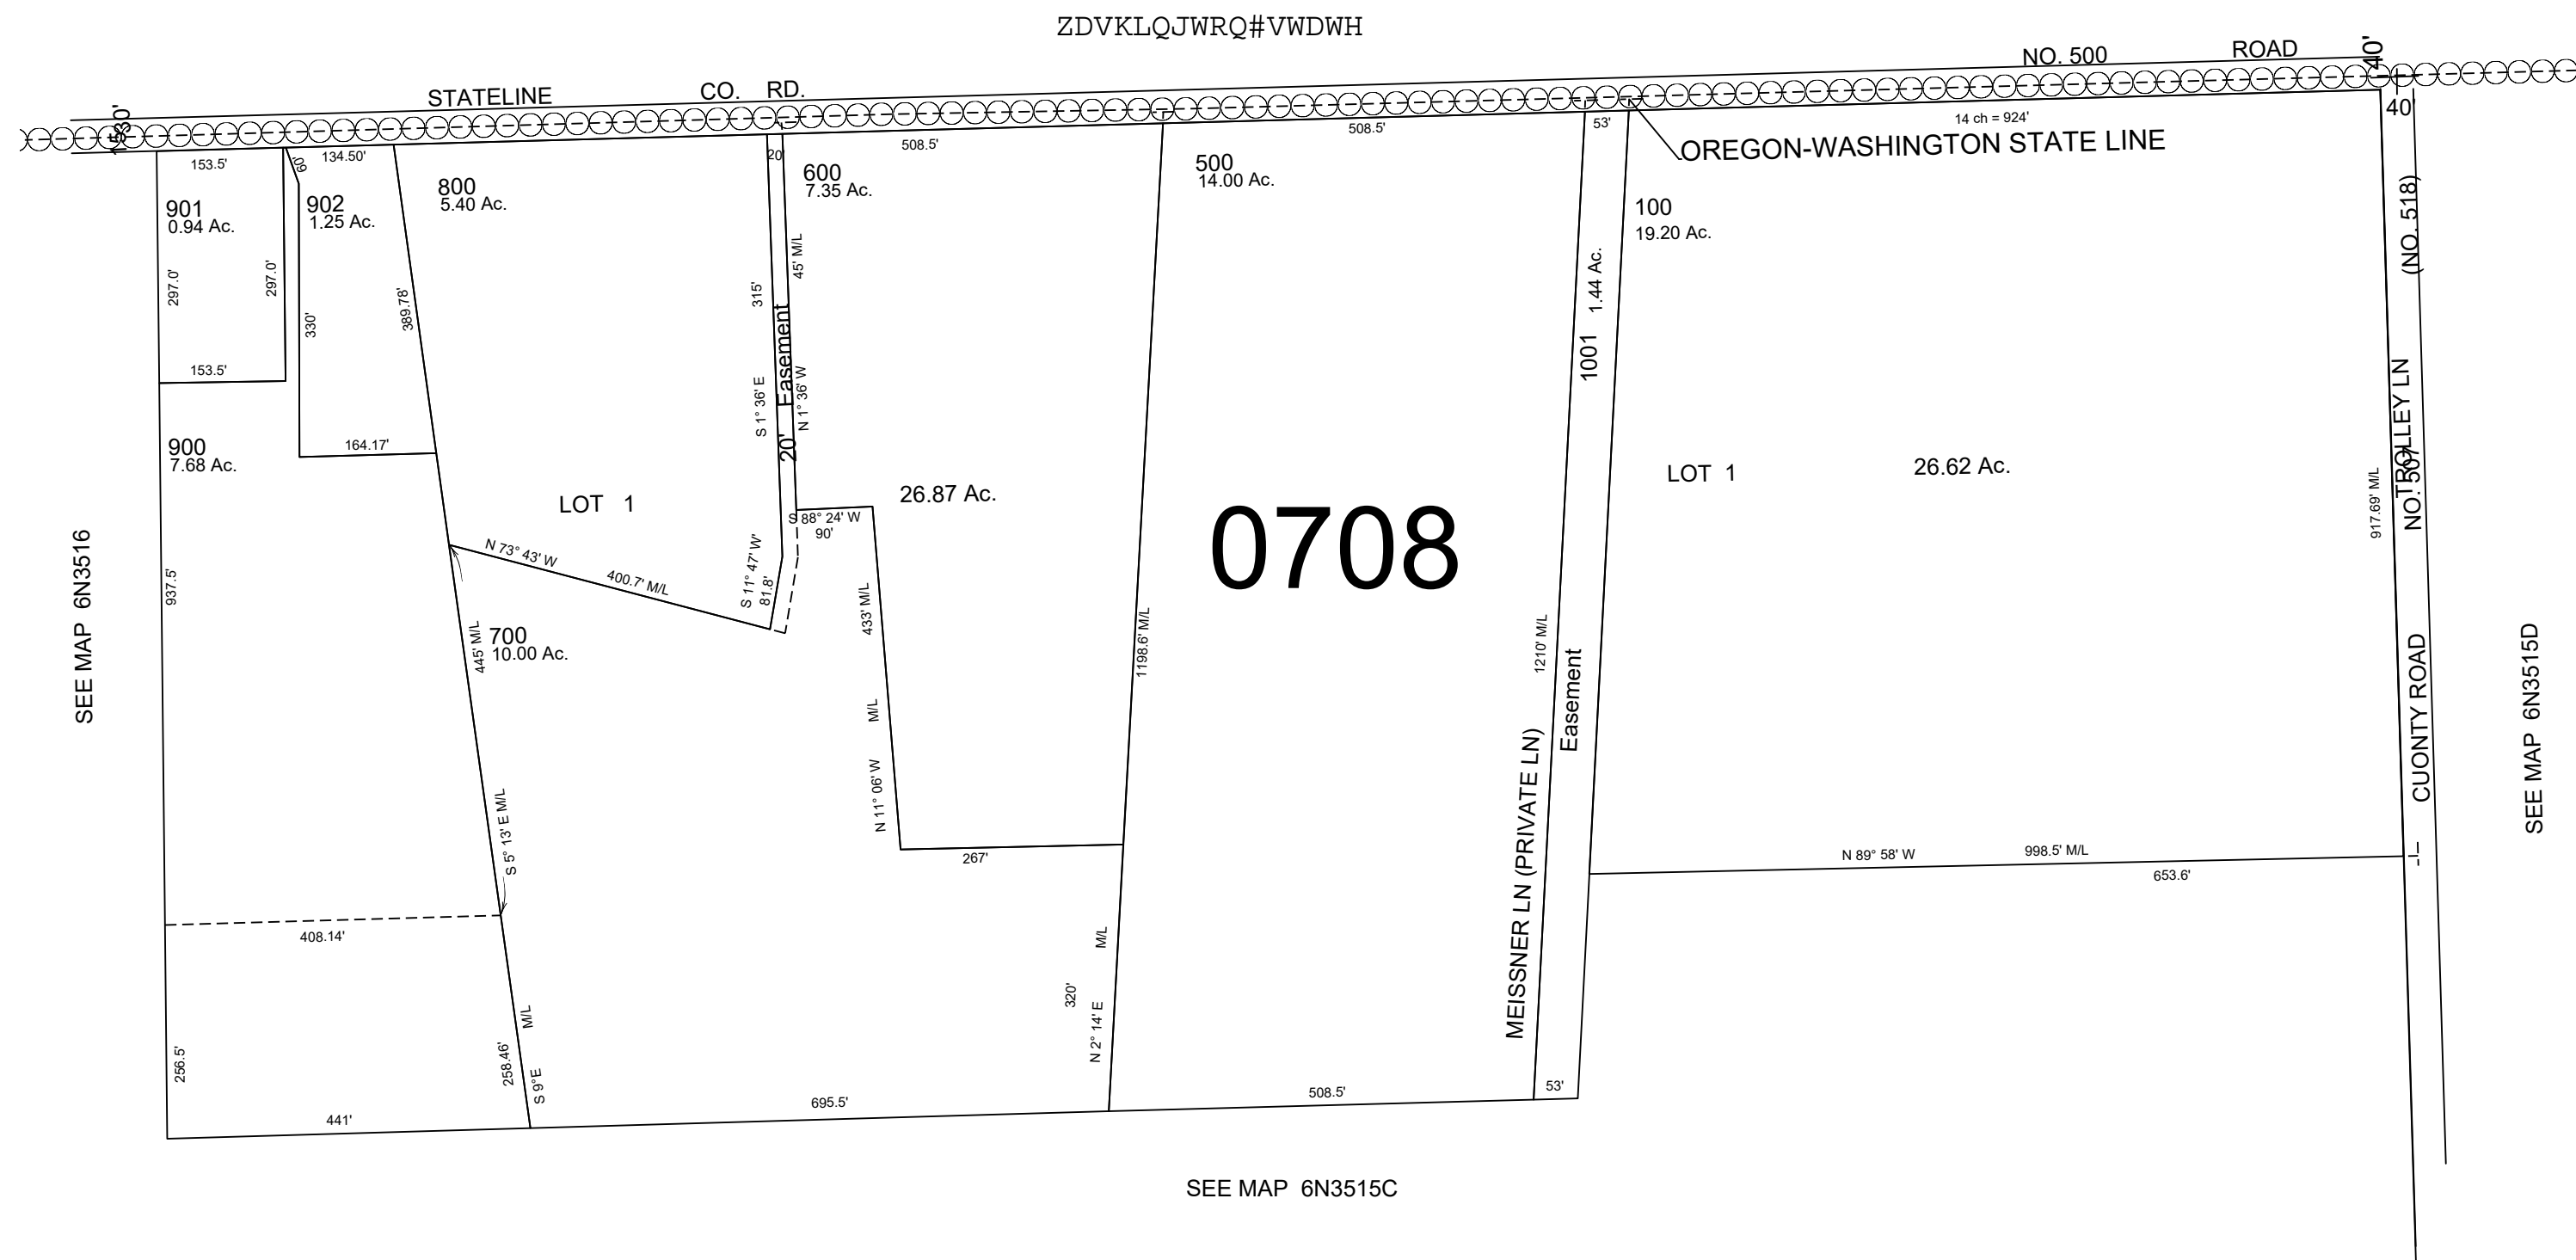 ZDVKLQJWRQ#VWDWH
STATELINE CO. RD. NO. 500 ROAD
40'
40'
OREGON-WASHINGTON STATE LINE
153.5'
60'
134.50'
20'
508.5'
508.5'
53'
14 ch = 924'
901
0.94 Ac.
902
1.25 Ac.
800
5.40 Ac.
600
7.35 Ac.
500
14.00 Ac.
100
19.20 Ac.
1001 1.44 Ac.
(NO. 518)
297.0'
297.0'
330'
389.78'
315'
45' M/L
S 1° 36' E
N 1° 36' W
20' Easement
153.5'
164.17'
900
7.68 Ac.
LOT 1
26.87 Ac.
LOT 1
26.62 Ac.
0708
S 88° 24' W
90'
N 73° 43' W
400.7' M/L
S 11° 47' W'
81.8'
433' M/L
M/L
N 11° 06' W
700
10.00 Ac.
445' M/L
S 5° 13' E M/L
937.5'
1198.6' M/L
1210' M/L
Easement
MEISSNER LN (PRIVATE LN)
917.69' M/L
TROLLEY LN
NO. 507
CUONTY ROAD
SEE MAP 6N3516
SEE MAP 6N3515D
267'
N 89° 58' W
998.5' M/L
653.6'
408.14'
256.5'
258.46'
M/L
S 9°E
320'
M/L
N 2° 14' E
441'
695.5'
508.5'
53'
SEE MAP 6N3515C